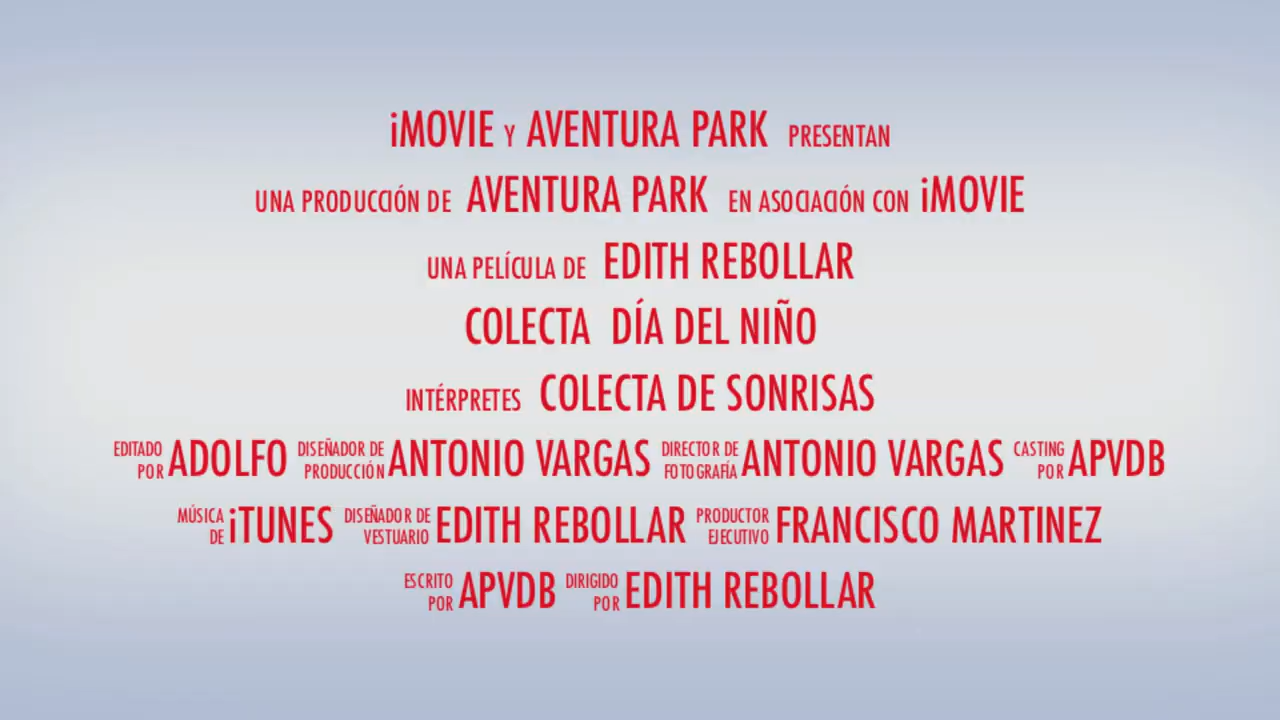 iMOVIE Y AVENTURA PARK PRESENTAN
UNA PRODUCCIÓN DE AVENTURA PARK EN ASOCIACIÓN CON iMOVIE
UNA PELÍCULA DE EDITH REBOLLAR
COLECTA DÍA DEL NIÑO
INTÉRPRETES COLECTA DE SONRISAS
EDITADO POR ADOLFO DISEÑADOR DE PRODUCCIÓN ANTONIO VARGAS DIRECTOR DE FOTOGRAFÍA ANTONIO VARGAS CASTING POR APVDB
MÚSICA DE iTUNES DISEÑADOR DE VESTUARIO EDITH REBOLLAR PRODUCTOR EJECUTIVO FRANCISCO MARTINEZ
ESCRITO POR APVDB DIRIGIDO POR EDITH REBOLLAR